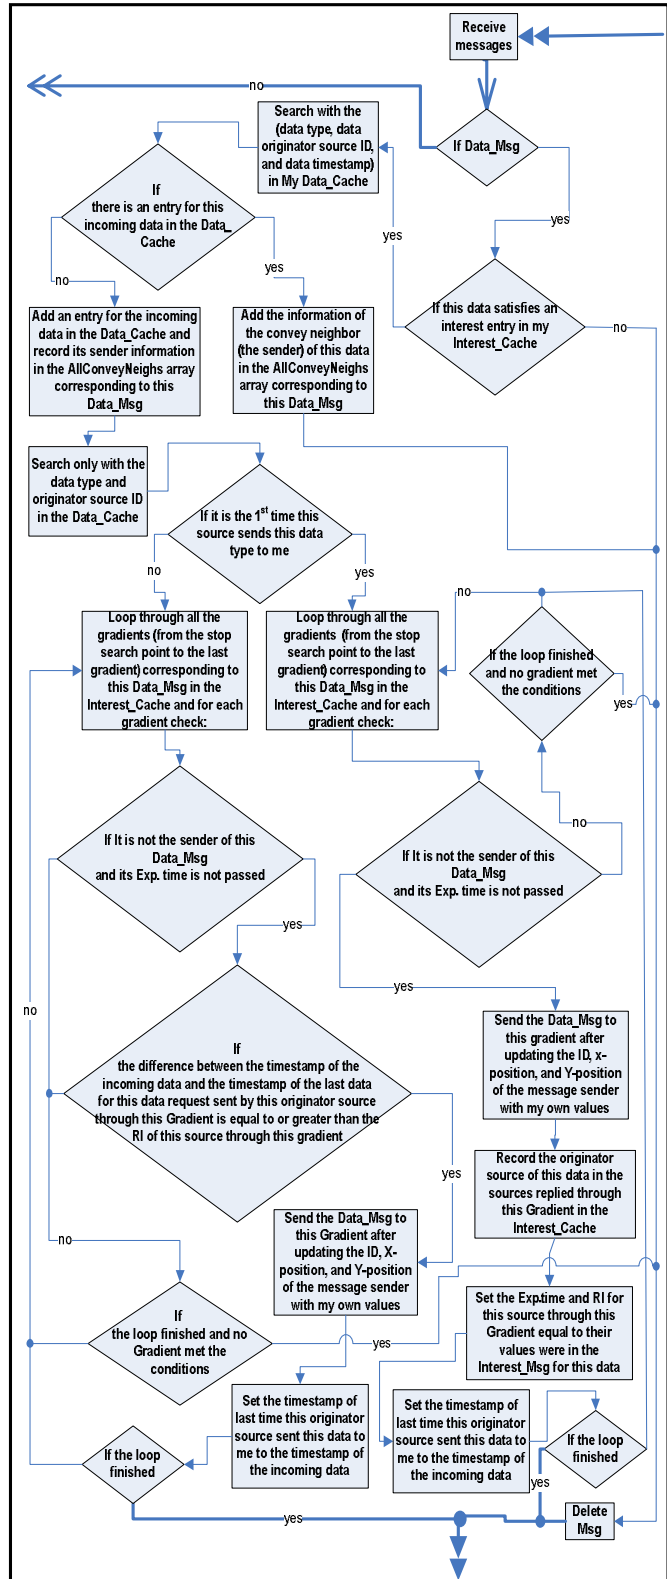 Receive
messages
no
If Data_Msg
Search with the
(data type, data
originator source ID,
and data timestamp)
in My Data_Cache
yes
yes
If
there is an entry for this
incoming data in the Data_
Cache
no
yes
If this data satisfies an
interest entry in my
Interest_Cache
no
Add an entry for the incoming
data in the Data_Cache and
record its sender information
in the AllConveyNeighs array
corresponding to this
Data_Msg
Add the information of
the convey neighbor
(the sender) of this data
in the AllConveyNeighs
array corresponding to
this Data_Msg
Search only with the
data type and
originator source ID
in the Data_Cache
If it is the 1st time this
source sends this data
type to me
no
yes
Loop through all the
gradients (from the stop
search point to the last
gradient) corresponding to
this Data_Msg in the
Interest_Cache and for each
gradient check:
Loop through all the
gradients (from the stop
search point to the last
gradient) corresponding to
this Data_Msg in the
Interest_Cache and for each
gradient check:
no
If the loop finished
and no gradient met
the conditions
yes
no
If It is not the sender of this
Data_Msg
and its Exp. time is not passed
If It is not the sender of this
Data_Msg
and its Exp. time is not passed
yes
yes
no
If
the difference between the timestamp of the
incoming data and the timestamp of the last data
for this data request sent by this originator source
through this Gradient is equal to or greater than the
RI of this source through this gradient
Send the Data_Msg to
this gradient after
updating the ID, x-
position, and Y-position
of the message sender
with my own values
yes
Record the originator
source of this data in the
sources replied through
this Gradient in the
Interest_Cache
no
Send the Data_Msg to
this Gradient after
updating the ID, X-
position, and Y-position
of the message sender
with my own values
Set the Exp.time and RI for
this source through this
Gradient equal to their
values were in the
Interest_Msg for this data
If
the loop finished and no
Gradient met the
conditions
yes
Set the timestamp of
last time this originator
source sent this data to
me to the timestamp of
the incoming data
Set the timestamp of
last time this originator
source sent this data to
me to the timestamp of
the incoming data
If the loop
finished
If the loop
finished
yes
yes
Delete
Msg